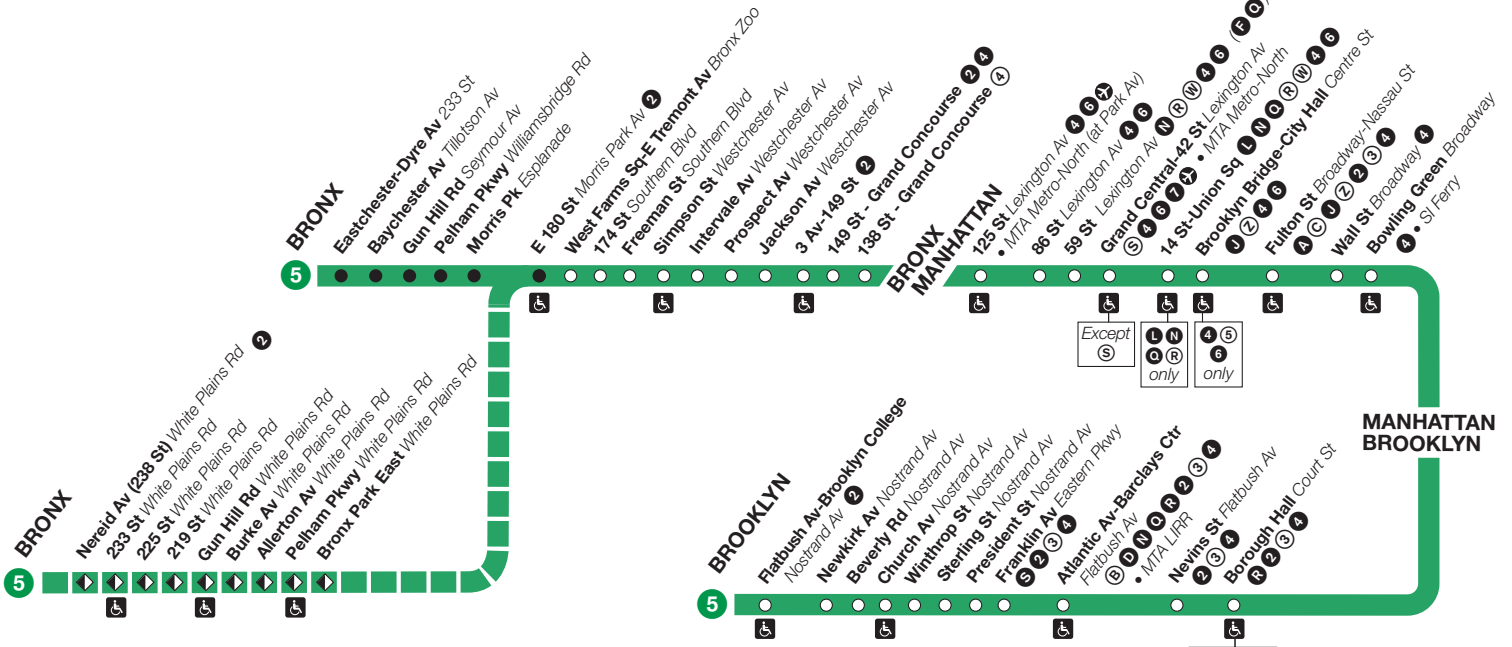 BRONX
5
Eastchester-Dyre Av 233 St
Baychester Av Tillotson Av
Gun Hill Rd Seymour Av
Pelham Pkwy Williamsbridge Rd
Morris Pk Esplanade
E 180 St Morris Park Av 2
West Farms Sq-E Tremont Av Bronx Zoo
174 St Southern Blvd
Freeman St Southern Blvd
Simpson St Westchester Av
Intervale Av Westchester Av
Prospect Av Westchester Av
Jackson Av Westchester Av
3 Av-149 St 2
149 St - Grand Concourse 2 4
138 St - Grand Concourse 4
BRONX
MANHATTAN
125 St Lexington Av 4 6
• MTA Metro-North (at Park Av)
86 St Lexington Av 4 6
59 St Lexington Av N R W 4 6 (F Q)
Grand Central-42 St Lexington Av
S 4 6 7 • MTA Metro-North
14 St-Union Sq L N Q R W 4 6
Brooklyn Bridge-City Hall Centre St
J Z 4 6
Fulton St Broadway-Nassau St
A C J Z 2 3 4
Wall St Broadway 4
Bowling Green Broadway
4 • SI Ferry
Except
S
L N
Q R
only
4 5
6
only
MANHATTAN
BROOKLYN
BRONX
5
Nereid Av (238 St) White Plains Rd 2
233 St White Plains Rd
225 St White Plains Rd
219 St White Plains Rd
Gun Hill Rd White Plains Rd
Burke Av White Plains Rd
Allerton Av White Plains Rd
Pelham Pkwy White Plains Rd
Bronx Park East White Plains Rd
BROOKLYN
5
Flatbush Av-Brooklyn College
Nostrand Av 2
Newkirk Av Nostrand Av
Beverly Rd Nostrand Av
Church Av Nostrand Av
Winthrop St Nostrand Av
Sterling St Nostrand Av
President St Nostrand Av
Franklin Av Eastern Pkwy
S 2 3 4
Atlantic Av-Barclays Ctr
Flatbush Av
B D N Q R 2 3 4
• MTA LIRR
Nevins St Flatbush Av
2 3 4
Borough Hall Court St
R 2 3 4